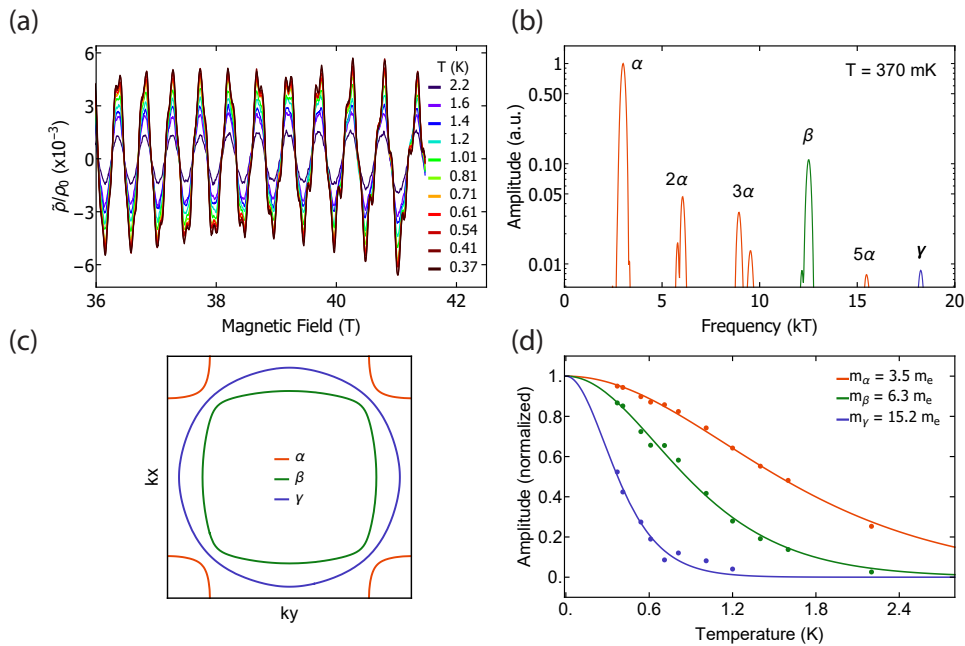 (a)
6
3
0
−3
−6
ρ̃/ρ₀ (x10⁻³)
36
38
40
42
Magnetic Field (T)
T (K)
2.2
1.6
1.4
1.2
1.01
0.81
0.71
0.61
0.54
0.41
0.37
(b)
1
0.50
0.10
0.05
0.01
Amplitude (a.u.)
α
2α
3α
β
5α
γ
T = 370 mK
0
5
10
15
20
Frequency (kT)
(c)
kx
α
β
γ
ky
(d)
1
0.8
0.6
0.4
0.2
0.
Amplitude (normalized)
mα = 3.5 me
mβ = 6.3 me
mγ = 15.2 me
0.
0.6
1.2
1.8
2.4
Temperature (K)